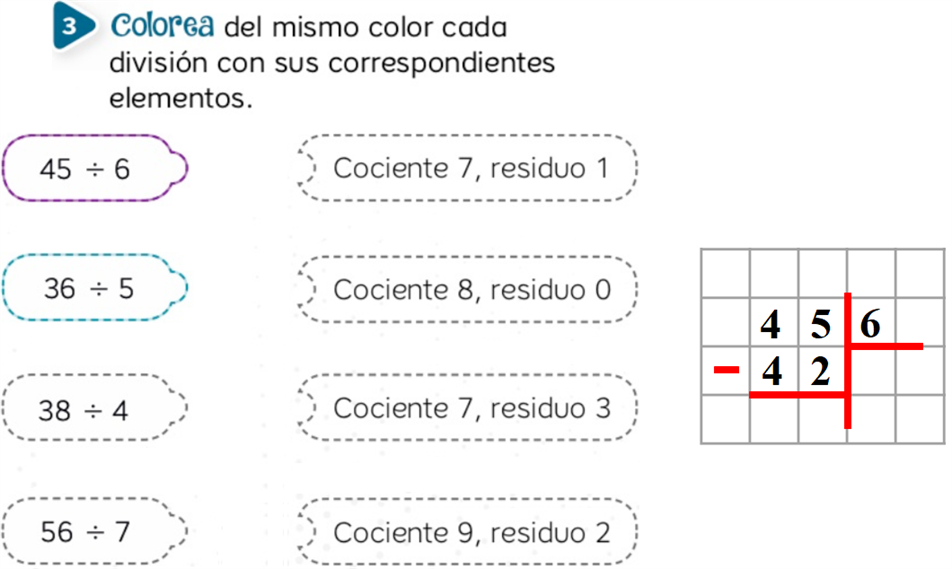 3 Colorea del mismo color cada
división con sus correspondientes
elementos.
45 ÷ 6
Cociente 7, residuo 1
36 ÷ 5
Cociente 8, residuo 0
38 ÷ 4
Cociente 7, residuo 3
56 ÷ 7
Cociente 9, residuo 2
4 5 6
- 4 2